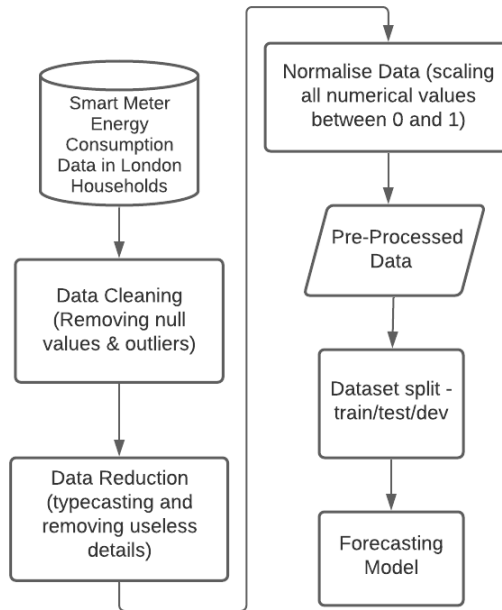 Smart Meter
Energy
Consumption
Data in London
Households
Data Cleaning
(Removing null
values & outliers)
Data Reduction
(typecasting and
removing useless
details)
Normalise Data (scaling
all numerical values
between 0 and 1)
Pre-Processed
Data
Dataset split -
train/test/dev
Forecasting
Model